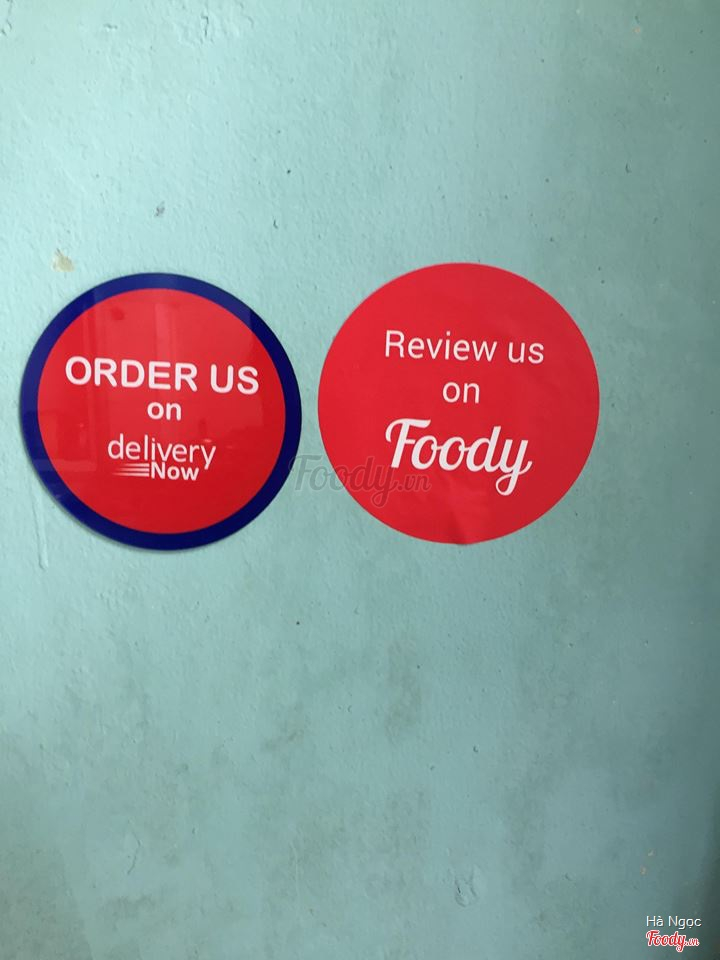 ORDER US
on
delivery
Now
Review us
on
Foody
Foody.vn
Hà Ngọc
Foody.vn